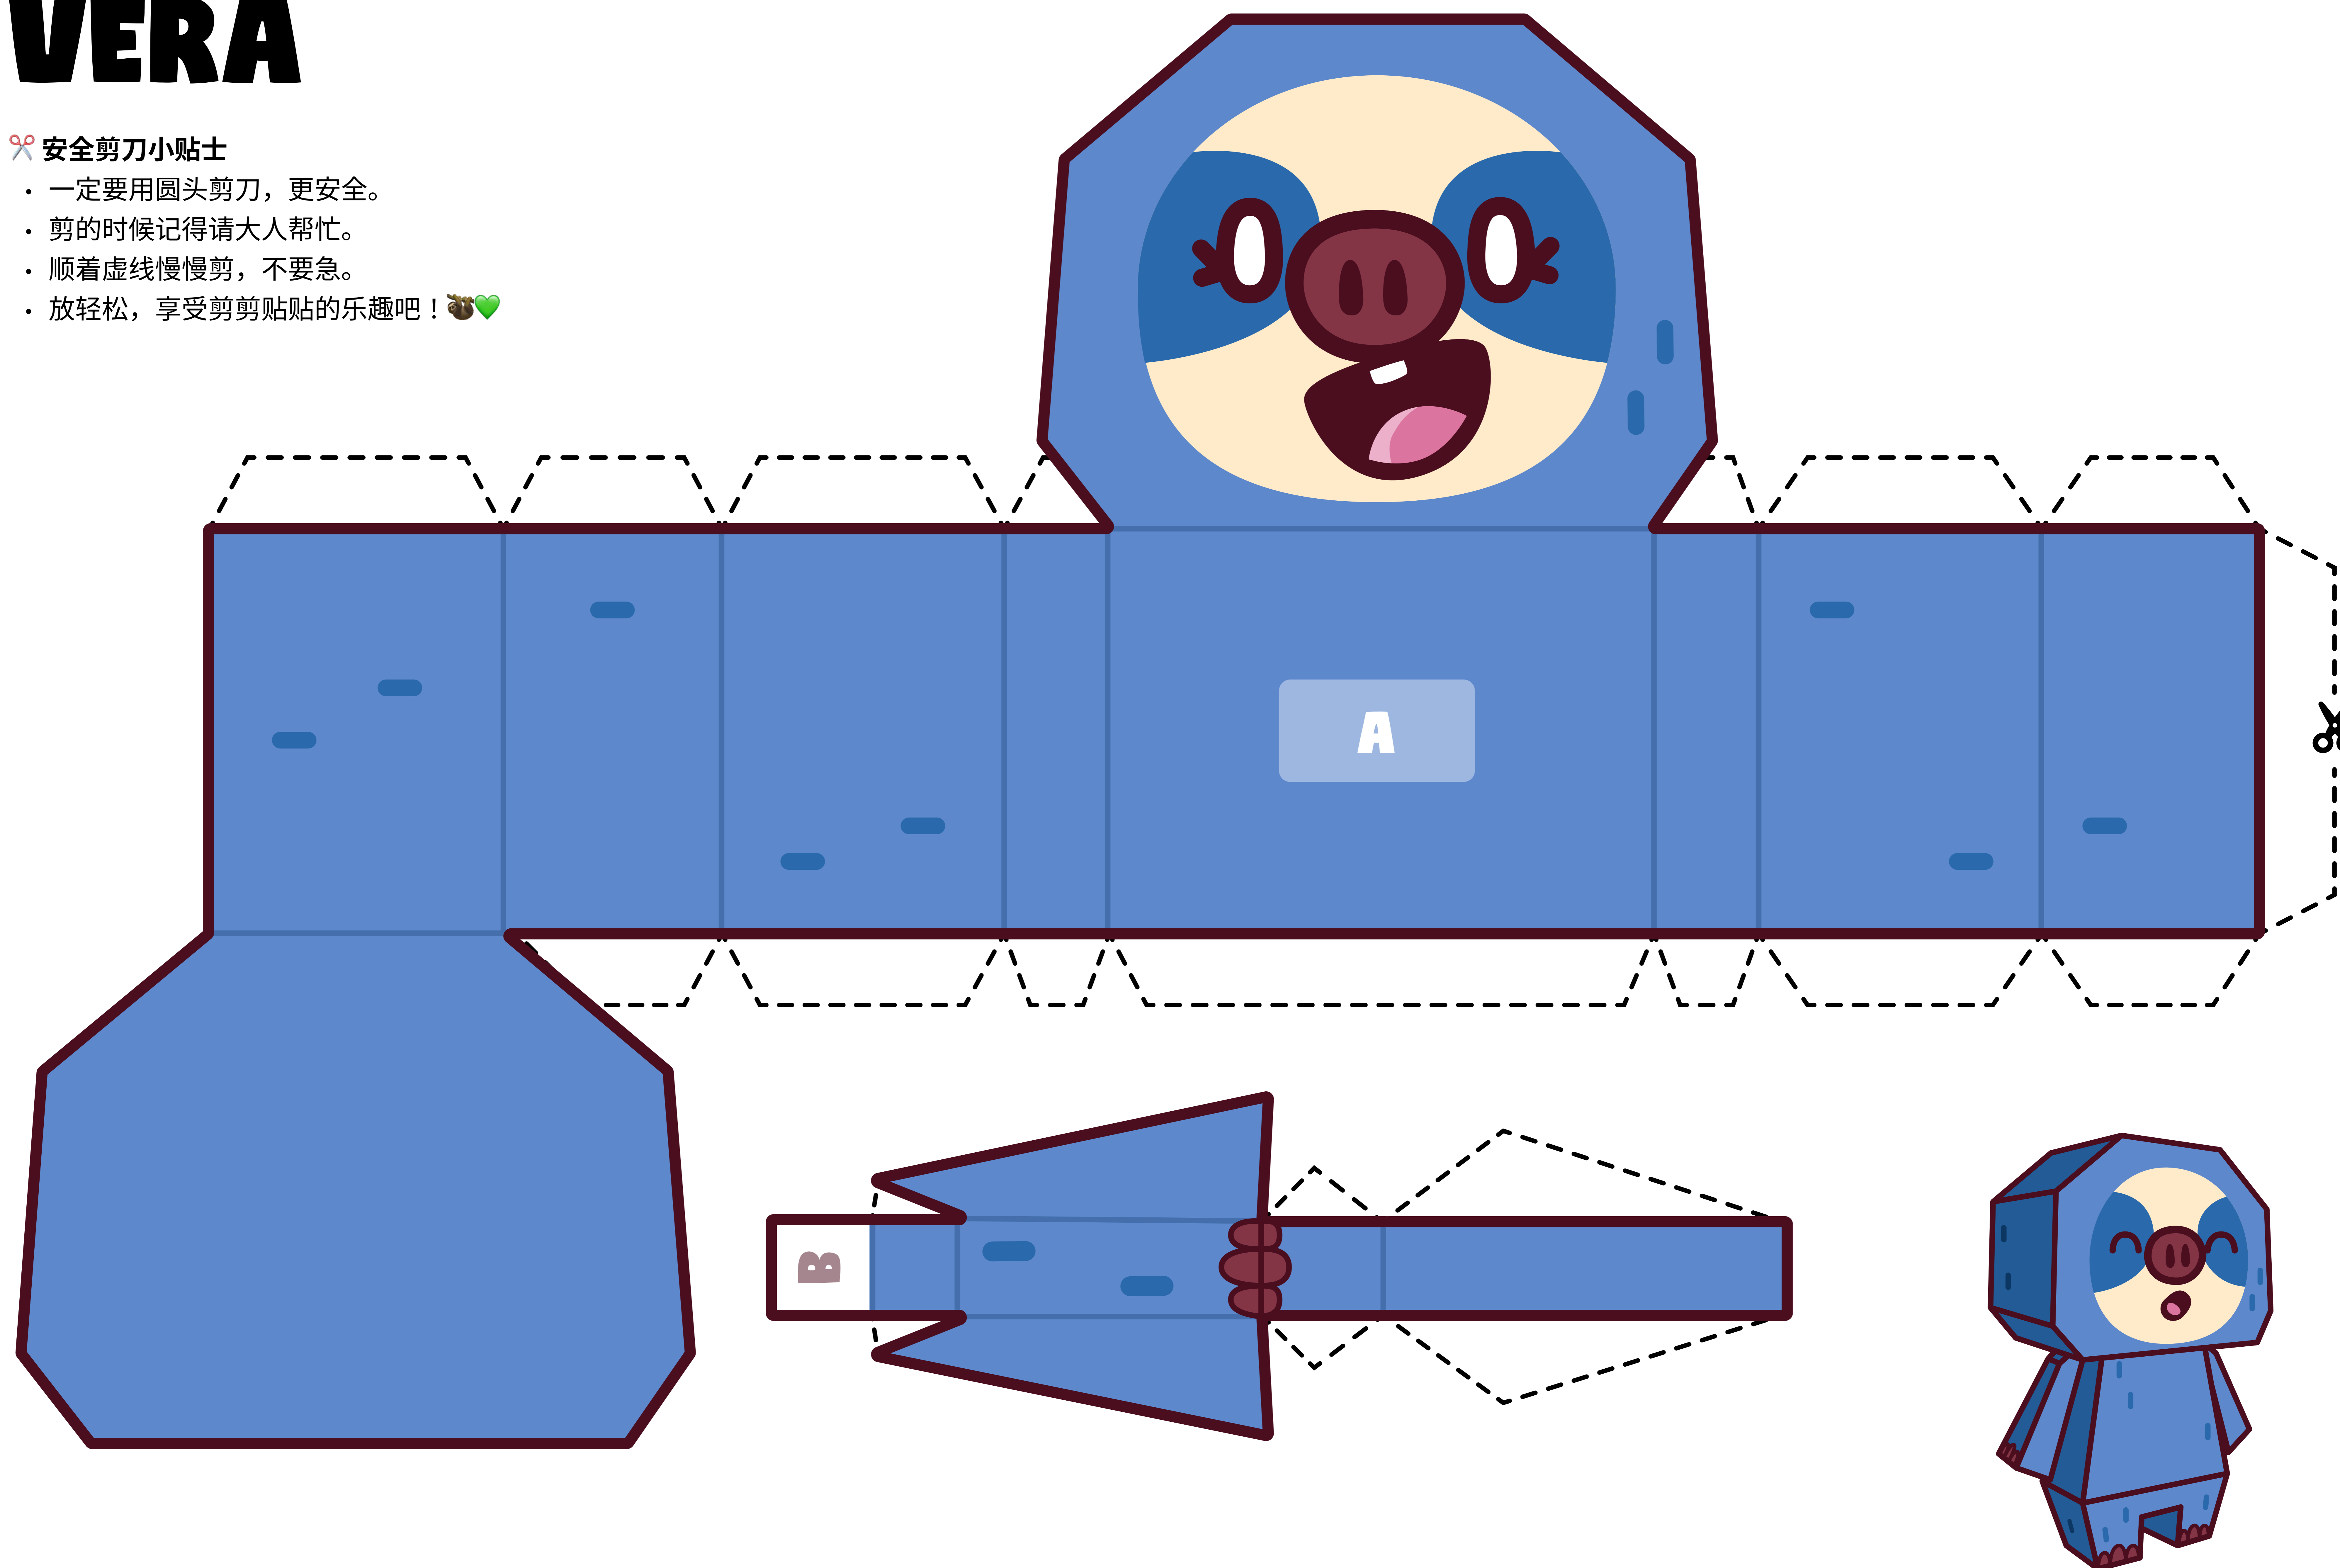 VERA
✂️ 安全剪刀小贴士
• 一定要用圆头剪刀，更安全。
• 剪的时候记得请大人帮忙。
• 顺着虚线慢慢剪，不要急。
• 放轻松，享受剪剪贴贴的乐趣吧！🦥💚
A
B